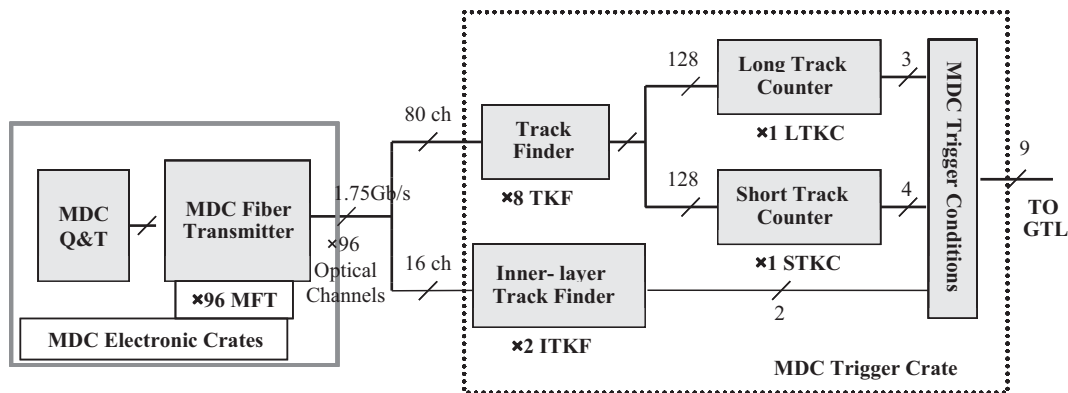 MDC
Q&T
MDC Fiber
Transmitter
×96 MFT
MDC Electronic Crates
1.75Gb/s
×96
Optical
Channels
80 ch
16 ch
Track
Finder
×8 TKF
Inner- layer
Track Finder
×2 ITKF
128
Long Track
Counter
×1 LTKC
3
128
Short Track
Counter
×1 STKC
4
2
MDC Trigger Conditions
MDC Trigger Crate
9
TO
GTL